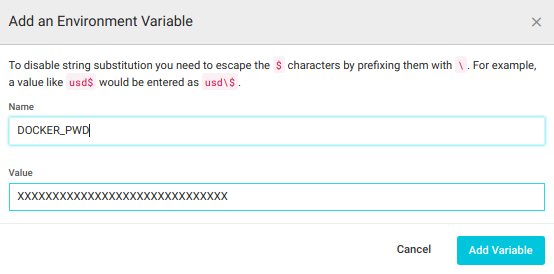 Add an Environment Variable
×
To disable string substitution you need to escape the $ characters by prefixing them with \. For example,
a value like usd$ would be entered as usd\$.
Name
DOCKER_PWD
Value
XXXXXXXXXXXXXXXXXXXXXXXXXXXXXX
Cancel
Add Variable